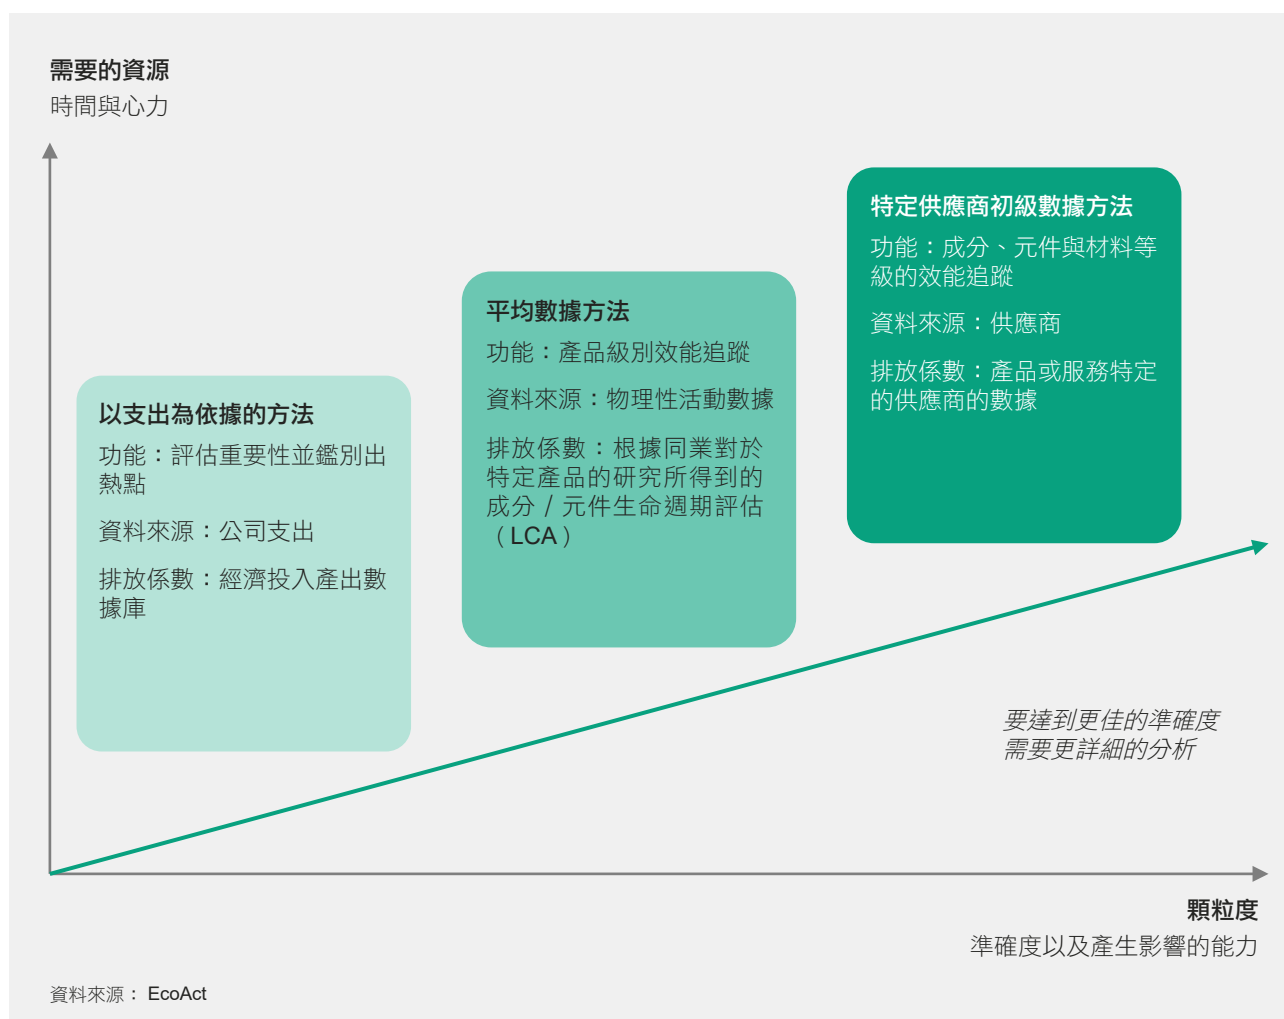 需要的資源
時間與心力
特定供應商初級數據方法
功能：成分、元件與材料等
級的效能追蹤
資料來源：供應商
排放係數：產品或服務特定
的供應商的數據
平均數據方法
功能：產品級別效能追蹤
資料來源：物理性活動數據
排放係數：根據同業對於
特定產品的研究所得到的
成分／元件生命週期評估
（LCA）
以支出為依據的方法
功能：評估重要性並鑑別出
熱點
資料來源：公司支出
排放係數：經濟投入產出數
據庫
要達到更佳的準確度
需要更詳細的分析
顆粒度
準確度以及產生影響的能力
資料來源：EcoAct